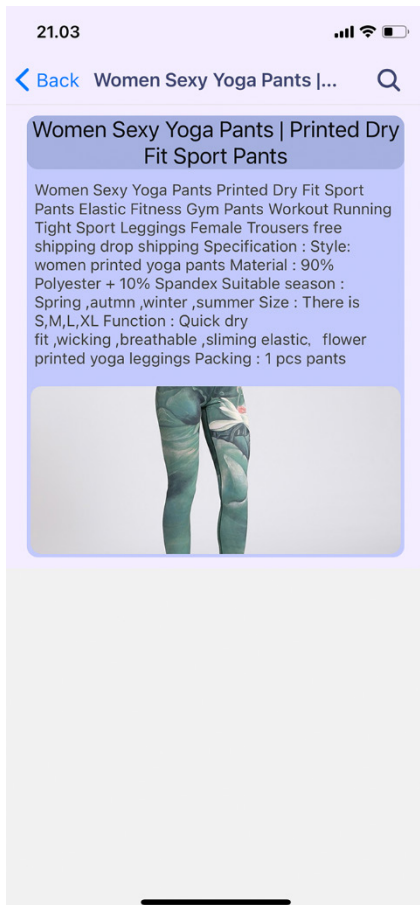 21.03
Back Women Sexy Yoga Pants |...
Women Sexy Yoga Pants | Printed Dry
Fit Sport Pants
Women Sexy Yoga Pants Printed Dry Fit Sport
Pants Elastic Fitness Gym Pants Workout Running
Tight Sport Leggings Female Trousers free
shipping drop shipping Specification : Style:
women printed yoga pants Material : 90%
Polyester + 10% Spandex Suitable season :
Spring ,autmn ,winter ,summer Size : There is
S,M,L,XL Function : Quick dry
fit ,wicking ,breathable ,sliming elastic, flower
printed yoga leggings Packing : 1 pcs pants